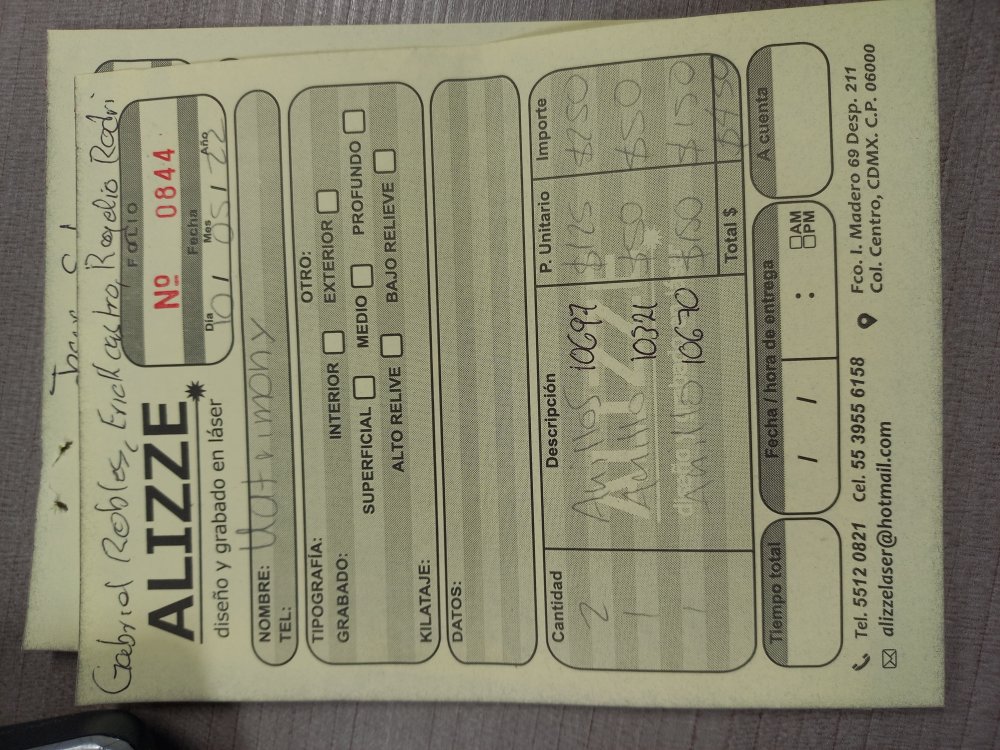 Gabriel Robles, Erick castro, Rogelio Rodri
ALIZZE
diseño y grabado en láser
FOLIO
Nº 0844
Fecha
Día Mes Año
10 / 05 / 22
NOMBRE:
TEL:
TIPOGRAFÍA:
GRABADO:
INTERIOR
OTRO:
EXTERIOR
SUPERFICIAL
MEDIO
PROFUNDO
ALTO RELIVE
BAJO RELIEVE
KILATAJE:
DATOS:
Cantidad Descripción P. Unitario Importe
2 Anillos 10697 $125 $250
1 Anillo 10321 $50 $50
1 Anillo 10670 $150 $150
Total $ $450
Tiempo total
Fecha / hora de entrega
/ / : AM
PM
A cuenta
Tel. 5512 0821 Cel. 55 3955 6158
alizzelaser@hotmail.com
Fco. I. Madero 69 Desp. 211
Col. Centro, CDMX. C.P. 06000